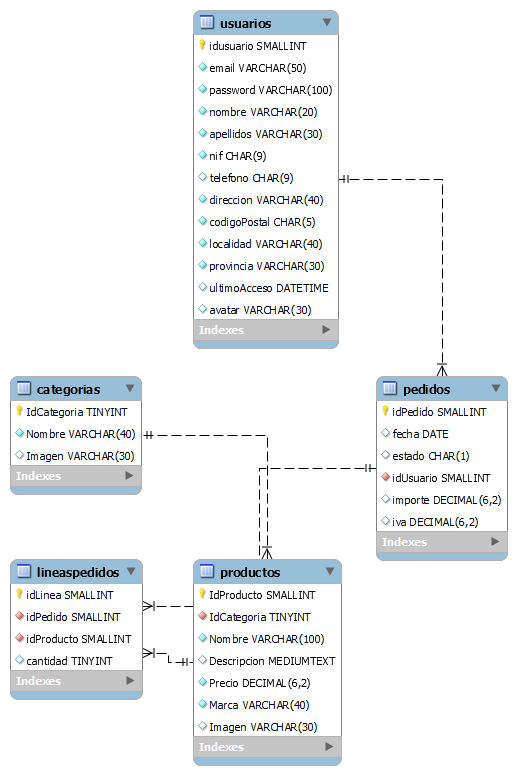 usuarios
idusuario SMALLINT
email VARCHAR(50)
password VARCHAR(100)
nombre VARCHAR(20)
apellidos VARCHAR(30)
nif CHAR(9)
telefono CHAR(9)
direccion VARCHAR(40)
codigoPostal CHAR(5)
localidad VARCHAR(40)
provincia VARCHAR(30)
ultimoAcceso DATETIME
avatar VARCHAR(30)
Indexes
categorias
IdCategoria TINYINT
Nombre VARCHAR(40)
Imagen VARCHAR(30)
Indexes
pedidos
idPedido SMALLINT
fecha DATE
estado CHAR(1)
idUsuario SMALLINT
importe DECIMAL(6,2)
iva DECIMAL(6,2)
Indexes
lineaspedidos
idLinea SMALLINT
idPedido SMALLINT
idProducto SMALLINT
cantidad TINYINT
Indexes
productos
IdProducto SMALLINT
IdCategoria TINYINT
Nombre VARCHAR(100)
Descripcion MEDIUMTEXT
Precio DECIMAL(6,2)
Marca VARCHAR(40)
Imagen VARCHAR(30)
Indexes